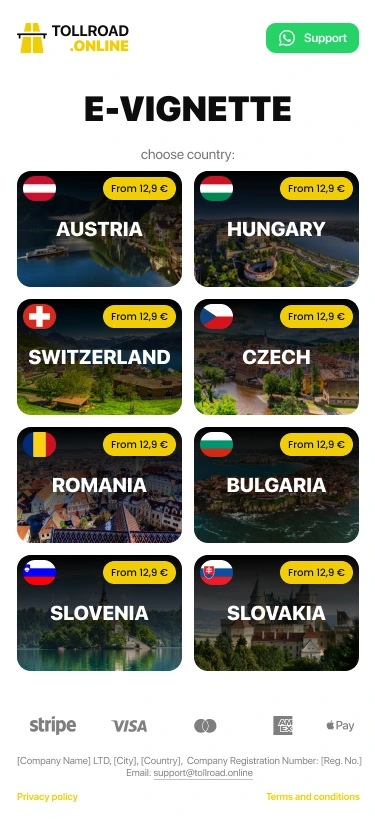 TOLLROAD
.ONLINE
Support
E-VIGNETTE
choose country:
From 12,9 €
AUSTRIA
From 12,9 €
HUNGARY
From 12,9 €
SWITZERLAND
From 12,9 €
CZECH
From 12,9 €
ROMANIA
From 12,9 €
BULGARIA
From 12,9 €
SLOVENIA
From 12,9 €
SLOVAKIA
stripe VISA AM EX Pay
[Company Name] LTD, [City], [Country], Company Registration Number: [Reg. No.]
Email: support@tollroad.online
Privacy policy
Terms and conditions